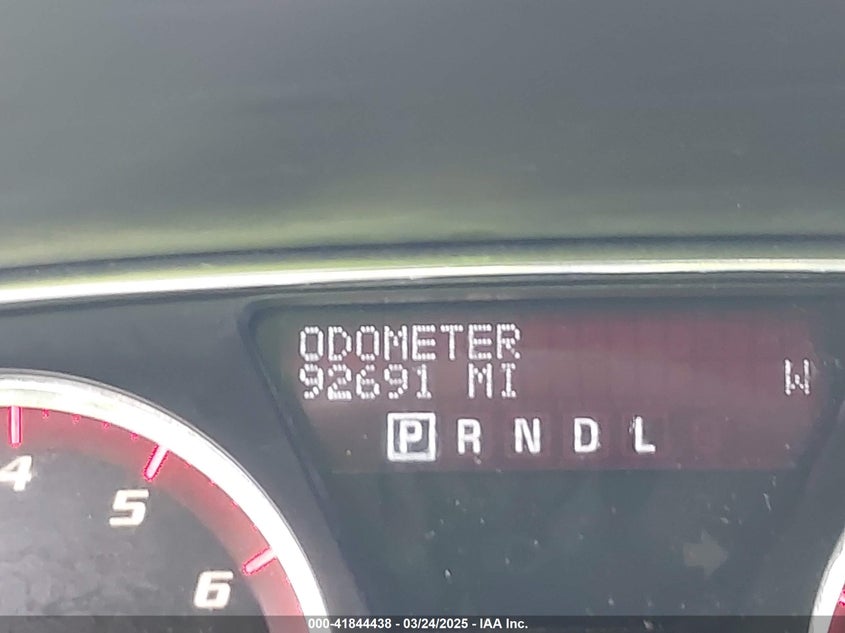 ODOMETER
92691 MI W
P R N D L
4
5
6
000-41844438 - 03/24/2025 - IAA Inc.